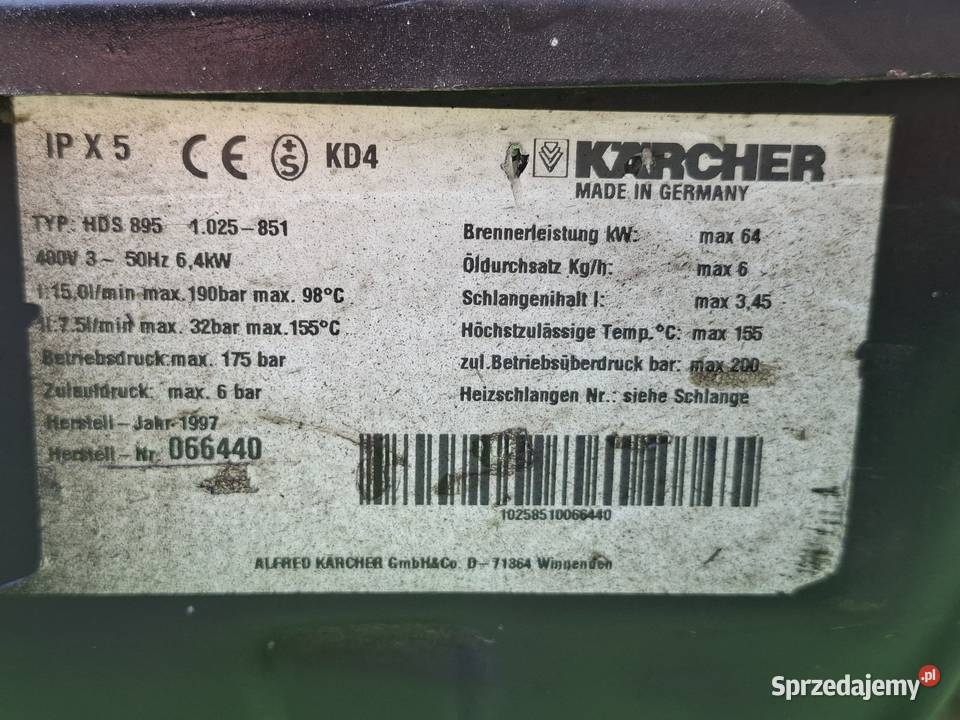 IP X 5 CE +S KD4
KÄRCHER
MADE IN GERMANY
TYP: HDS 895 1.025-851
400V 3~ 50Hz 6,4kW
I:15,0l/min max.190bar max. 98°C
II:7.5l/min max. 32bar max.155°C
Betriebsdruck:max. 175 bar
Zulaufdruck: max. 6 bar
Herstell-Jahr 1997
Herstell-Nr. 066440
Brennerleistung kW: max 64
Öldurchsatz Kg/h: max 6
Schlangenihalt l: max 3,45
Höchstzulässige Temp.°C: max 155
zul.Betriebsüberdruck bar: max 200
Heizschlangen Nr.: siehe Schlange
10258510066440
ALFRED KÄRCHER GmbH&Co. D-71364 Winnenden
Sprzedajemy.pl